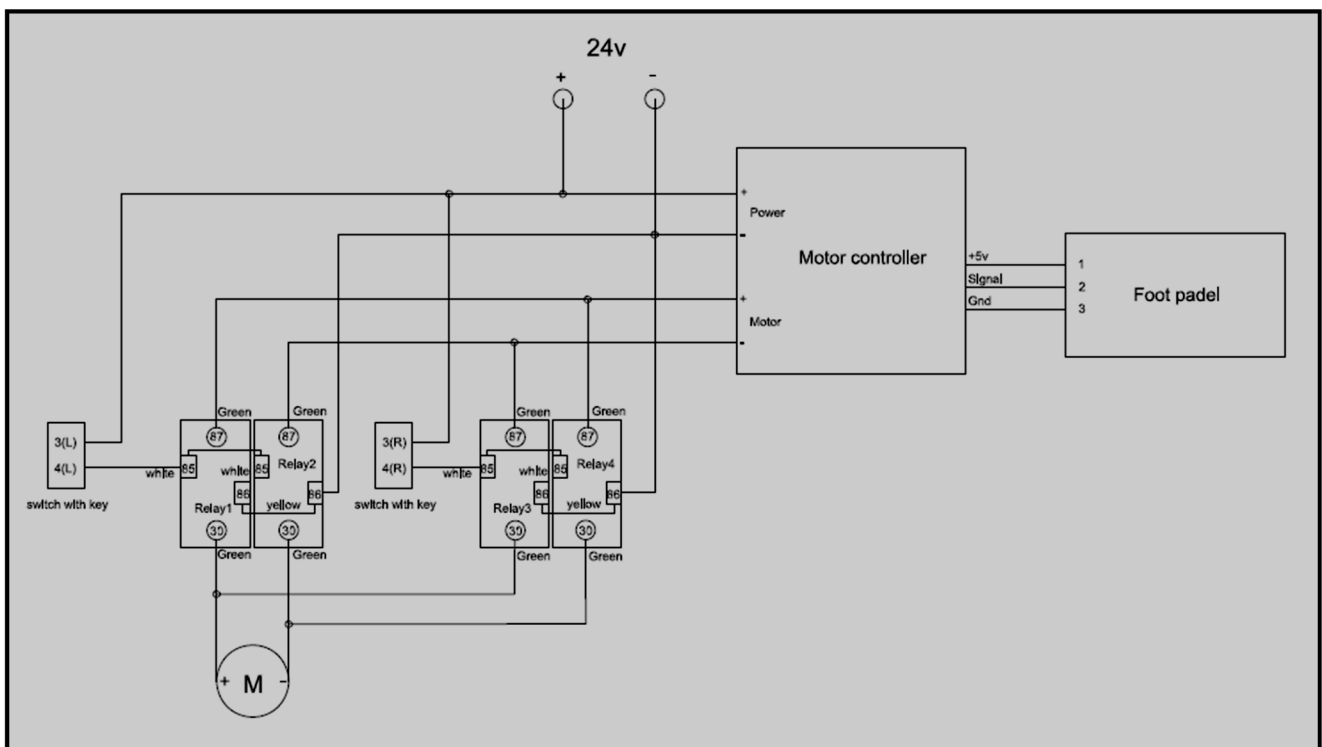 24v
+ -
+
Power
-
Motor controller
+
Motor
-
+5v
Signal
Gnd
1
2
3
Foot padel
Green Green Green Green
87 87 87 87
3(L) 3(R)
4(L) 4(R)
white 85 white 85 Relay2 white 85 white 85 Relay4
86 86 86 86
switch with key Relay1 yellow switch with key Relay3 yellow
30 30 30 30
Green Green Green Green
+ M -